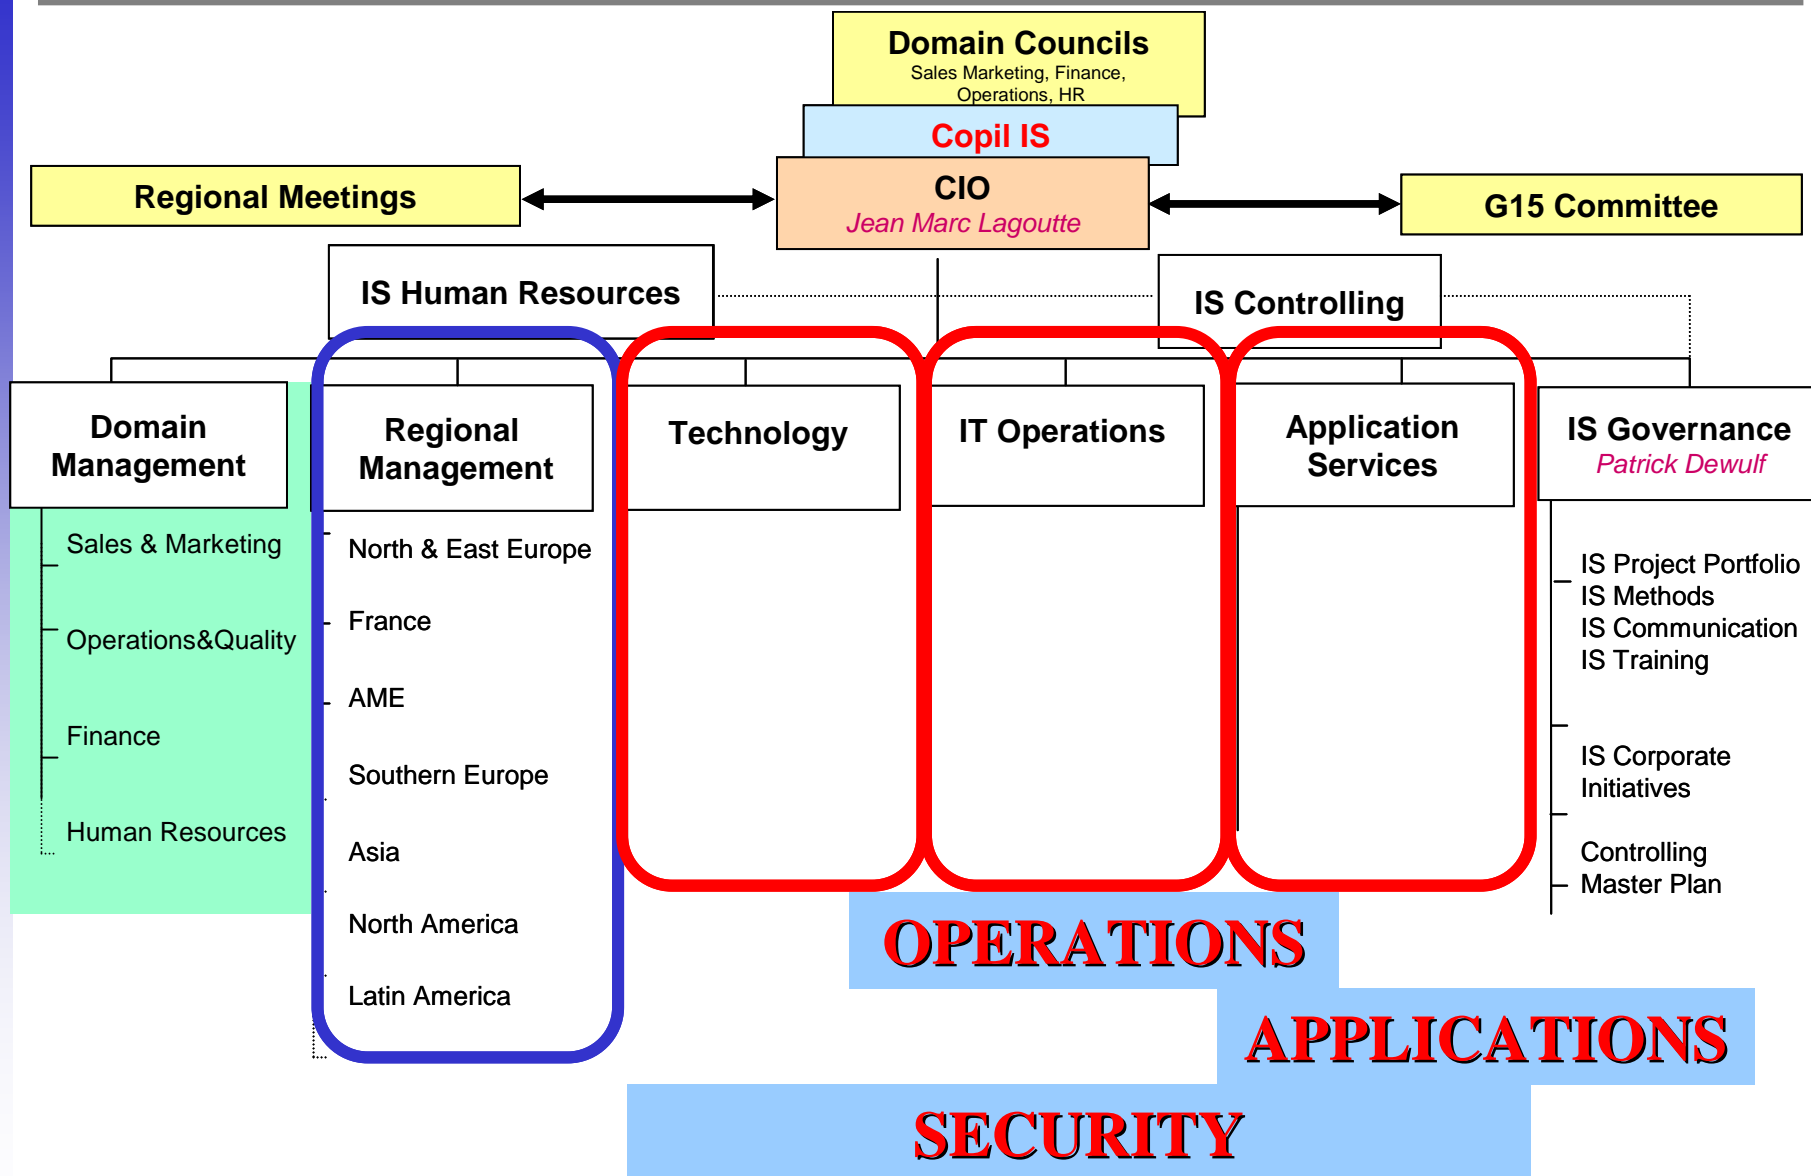 Domain Councils
Sales Marketing, Finance,
Operations, HR
Copil IS
Regional Meetings
CIO
Jean Marc Lagoutte
G15 Committee
IS Human Resources
IS Controlling
Domain
Management
Sales & Marketing
Operations&Quality
Finance
Human Resources
Regional
Management
North & East Europe
France
AME
Southern Europe
Asia
North America
Latin America
Technology
IT Operations
Application
Services
IS Governance
Patrick Dewulf
IS Project Portfolio
IS Methods
IS Communication
IS Training
IS Corporate
Initiatives
Controlling
Master Plan
OPERATIONS
APPLICATIONS
SECURITY